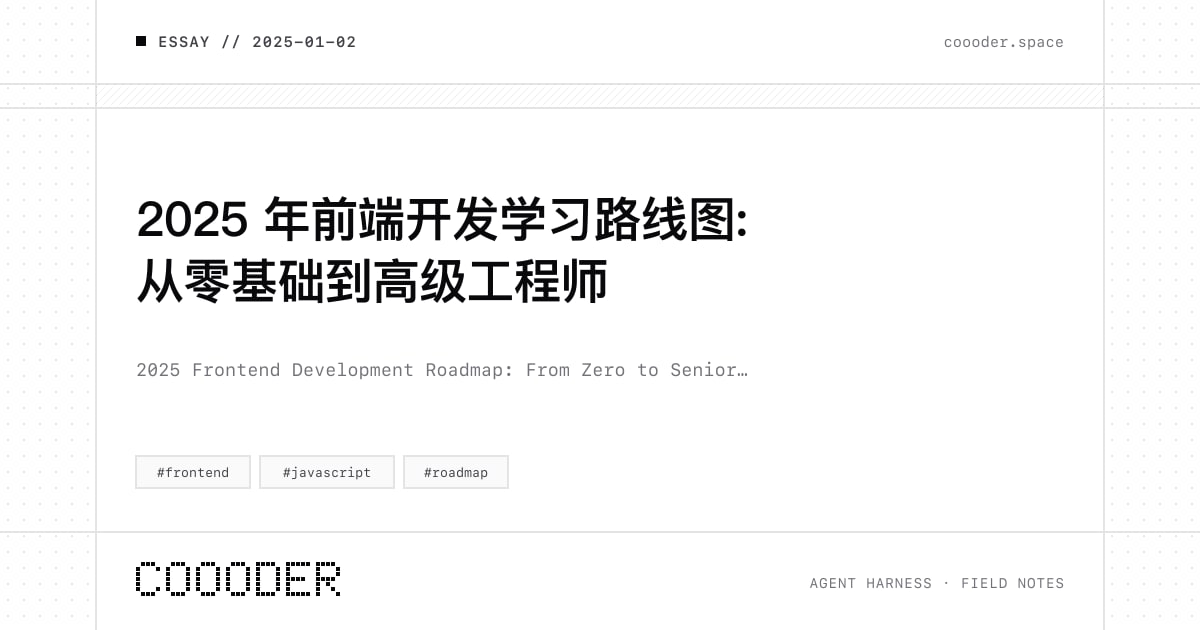 ESSAY // 2025-01-02
coooder.space
2025 年前端开发学习路线图:
从零基础到高级工程师
2025 Frontend Development Roadmap: From Zero to Senior…
#frontend
#javascript
#roadmap
COOODER
AGENT HARNESS · FIELD NOTES